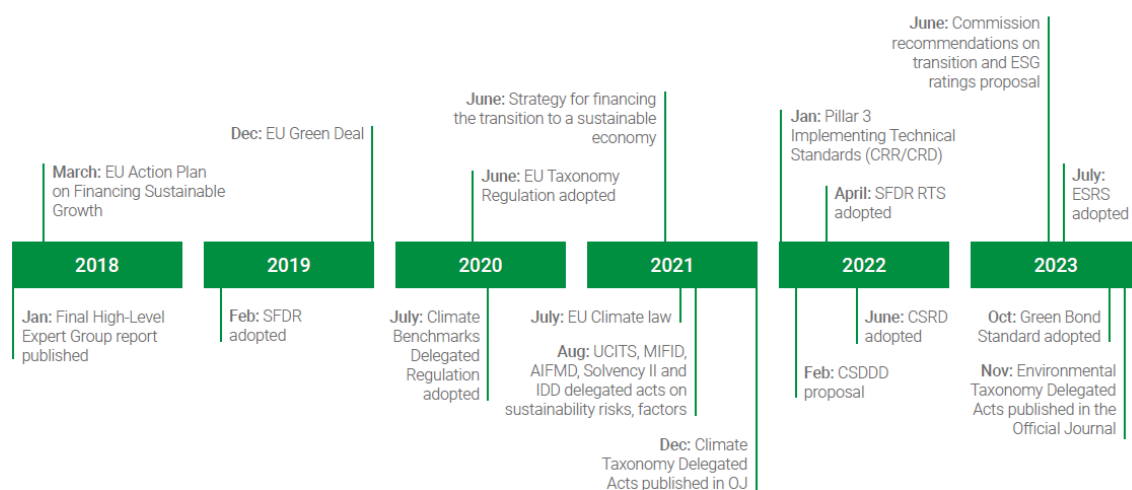 June: Commission
recommendations on
transition and ESG
ratings proposal
June: Strategy for financing
the transition to a sustainable
economy
Jan: Pillar 3
Implementing Technical
Standards (CRR/CRD)
Dec: EU Green Deal
March: EU Action Plan
on Financing Sustainable
Growth
June: EU Taxonomy
Regulation adopted
April: SFDR RTS
adopted
July:
ESRS
adopted
2018
2019
2020
2021
2022
2023
Jan: Final High-Level
Expert Group report
published
Feb: SFDR
adopted
July: Climate
Benchmarks
Delegated
Regulation
adopted
July: EU Climate law
Aug: UCITS, MIFID,
AIFMD, Solvency II and
IDD delegated acts on
sustainability risks, factors
Dec: Climate
Taxonomy Delegated
Acts published in OJ
June: CSRD
adopted
Feb: CSDDD
proposal
Oct: Green Bond
Standard adopted
Nov: Environmental
Taxonomy Delegated
Acts published in the
Official Journal